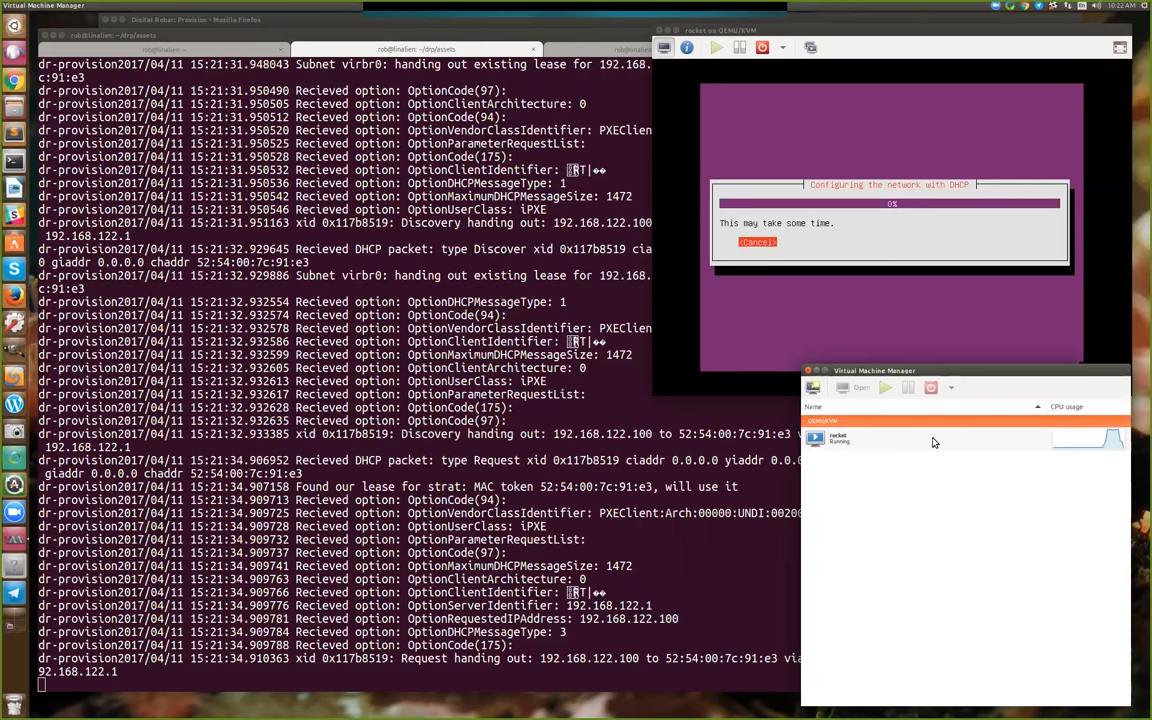 Virtual Machine Manager
10:22 AM
Digital Rebar: Provision - Mozilla Firefox
rob@linalien: ~/drp/assets
rob@linalien: ~
rob@linalien: ~/drp/assets
rob@linalien: ~/drp/assets
dr-provision2017/04/11 15:21:31.948043 Subnet virbr0: handing out existing lease for 192.168.
c:91:e3
dr-provision2017/04/11 15:21:31.950490 Recieved option: OptionCode(97):
dr-provision2017/04/11 15:21:31.950505 Recieved option: OptionClientArchitecture: 0
dr-provision2017/04/11 15:21:31.950512 Recieved option: OptionCode(94):
dr-provision2017/04/11 15:21:31.950520 Recieved option: OptionVendorClassIdentifier: PXEClien
dr-provision2017/04/11 15:21:31.950525 Recieved option: OptionParameterRequestList:
dr-provision2017/04/11 15:21:31.950528 Recieved option: OptionCode(175):
dr-provision2017/04/11 15:21:31.950532 Recieved option: OptionClientIdentifier: RT|��
dr-provision2017/04/11 15:21:31.950536 Recieved option: OptionDHCPMessageType: 1
dr-provision2017/04/11 15:21:31.950542 Recieved option: OptionMaximumDHCPMessageSize: 1472
dr-provision2017/04/11 15:21:31.950546 Recieved option: OptionUserClass: iPXE
dr-provision2017/04/11 15:21:31.951163 xid 0x117b8519: Discovery handing out: 192.168.122.100
192.168.122.1
dr-provision2017/04/11 15:21:32.929645 Recieved DHCP packet: type Discover xid 0x117b8519 cia
0 giaddr 0.0.0.0 chaddr 52:54:00:7c:91:e3
dr-provision2017/04/11 15:21:32.929886 Subnet virbr0: handing out existing lease for 192.168.
c:91:e3
dr-provision2017/04/11 15:21:32.932554 Recieved option: OptionDHCPMessageType: 1
dr-provision2017/04/11 15:21:32.932574 Recieved option: OptionCode(94):
dr-provision2017/04/11 15:21:32.932578 Recieved option: OptionVendorClassIdentifier: PXEClien
dr-provision2017/04/11 15:21:32.932586 Recieved option: OptionClientIdentifier: RT|��
dr-provision2017/04/11 15:21:32.932599 Recieved option: OptionMaximumDHCPMessageSize: 1472
dr-provision2017/04/11 15:21:32.932605 Recieved option: OptionClientArchitecture: 0
dr-provision2017/04/11 15:21:32.932613 Recieved option: OptionUserClass: iPXE
dr-provision2017/04/11 15:21:32.932617 Recieved option: OptionParameterRequestList:
dr-provision2017/04/11 15:21:32.932628 Recieved option: OptionCode(175):
dr-provision2017/04/11 15:21:32.932635 Recieved option: OptionCode(97):
dr-provision2017/04/11 15:21:32.933385 xid 0x117b8519: Discovery handing out: 192.168.122.100 to 52:54:00:7c:91:e3 via
192.168.122.1
dr-provision2017/04/11 15:21:34.906952 Recieved DHCP packet: type Request xid 0x117b8519 ciaddr 0.0.0.0 yiaddr 0.0.0.0
giaddr 0.0.0.0 chaddr 52:54:00:7c:91:e3
dr-provision2017/04/11 15:21:34.907158 Found our lease for strat: MAC token 52:54:00:7c:91:e3, will use it
dr-provision2017/04/11 15:21:34.909713 Recieved option: OptionCode(94):
dr-provision2017/04/11 15:21:34.909725 Recieved option: OptionVendorClassIdentifier: PXEClient:Arch:00000:UNDI:00200
dr-provision2017/04/11 15:21:34.909728 Recieved option: OptionUserClass: iPXE
dr-provision2017/04/11 15:21:34.909732 Recieved option: OptionParameterRequestList:
dr-provision2017/04/11 15:21:34.909737 Recieved option: OptionCode(97):
dr-provision2017/04/11 15:21:34.909741 Recieved option: OptionMaximumDHCPMessageSize: 1472
dr-provision2017/04/11 15:21:34.909763 Recieved option: OptionClientArchitecture: 0
dr-provision2017/04/11 15:21:34.909766 Recieved option: OptionClientIdentifier: RT|��
dr-provision2017/04/11 15:21:34.909776 Recieved option: OptionServerIdentifier: 192.168.122.1
dr-provision2017/04/11 15:21:34.909781 Recieved option: OptionRequestedIPAddress: 192.168.122.100
dr-provision2017/04/11 15:21:34.909784 Recieved option: OptionDHCPMessageType: 3
dr-provision2017/04/11 15:21:34.909788 Recieved option: OptionCode(175):
dr-provision2017/04/11 15:21:34.910363 xid 0x117b8519: Request handing out: 192.168.122.100 to 52:54:00:7c:91:e3 via
92.168.122.1
rocket on QEMU/KVM
Configuring the network with DHCP
0%
This may take some time.
<Cancel>
Virtual Machine Manager
Open
Name
CPU usage
QEMU/KVM
rocket
Running